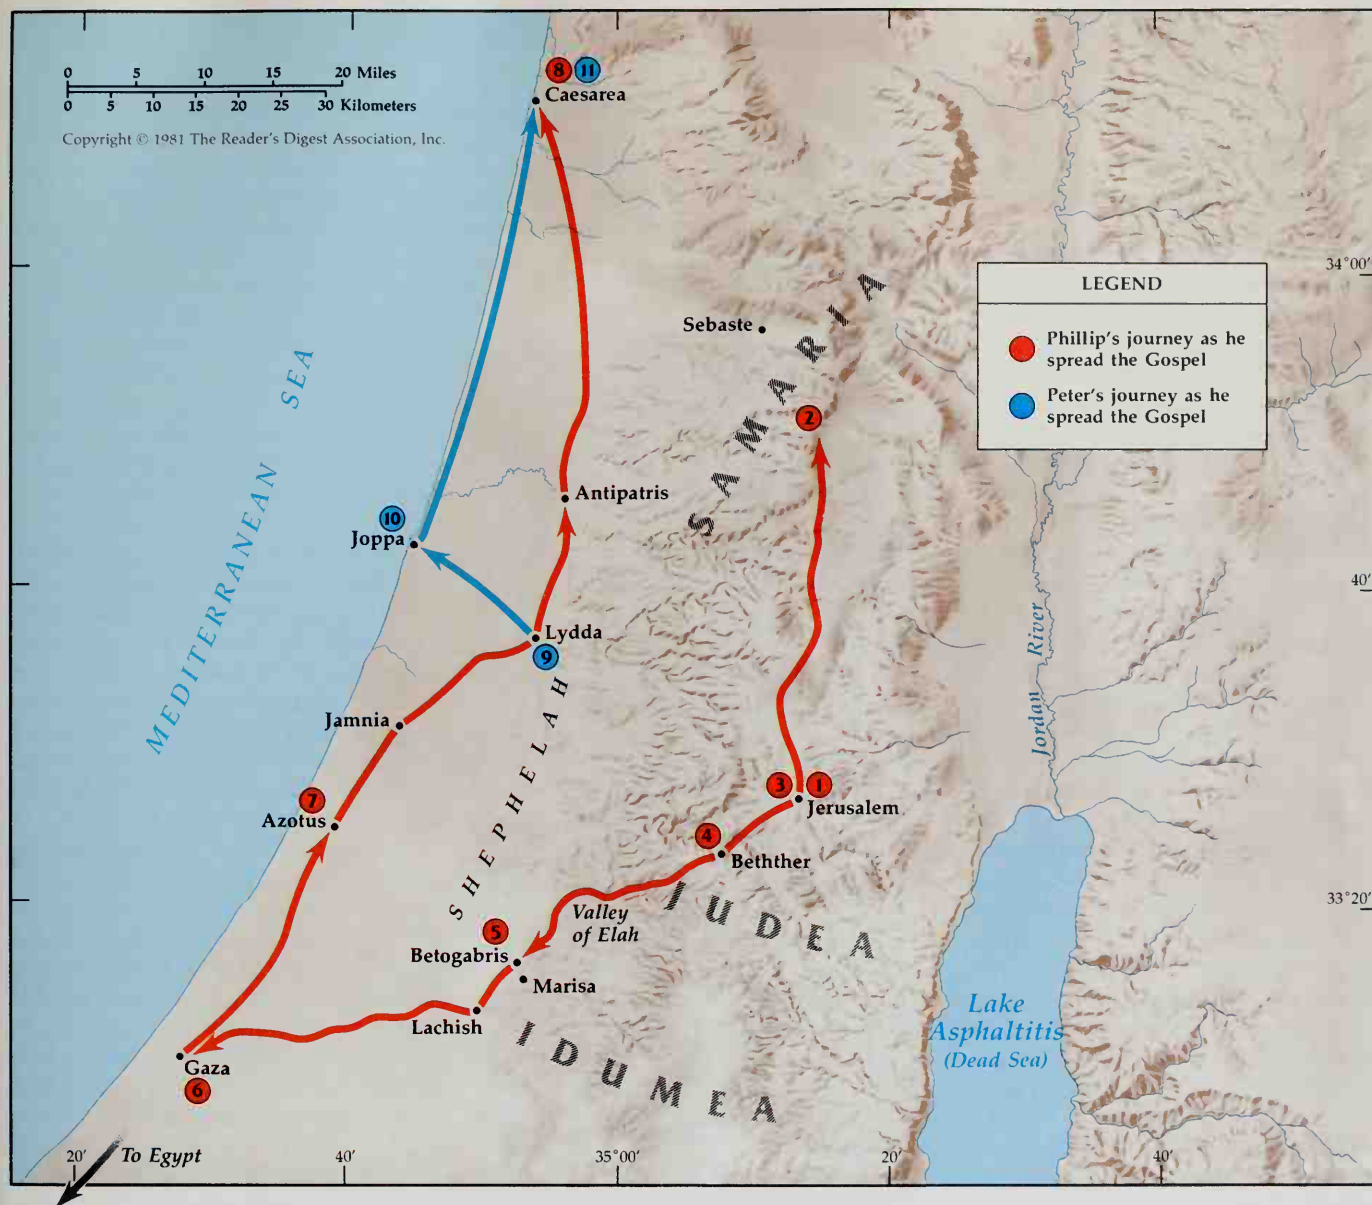 0 5 10 15 20 Miles
0 5 10 15 20 25 30 Kilometers
Copyright © 1981 The Reader's Digest Association, Inc.
8 11
Caesarea
34°00'
LEGEND
Phillip's journey as he
spread the Gospel
Peter's journey as he
spread the Gospel
Sebaste
SAMARIA
2
MEDITERRANEAN SEA
Antipatris
10
Joppa
40'
Lydda
9
Jordan River
SHEPHELAH
Jamnia
3 1
Jerusalem
7
Azotus
4
Bethther
JUDEA
33°20'
Valley
of Elah
5
Betogabris
Marisa
Lachish
IDUMEA
Lake
Asphaltitis
(Dead Sea)
Gaza
6
To Egypt
20' 40' 35°00' 20' 40'